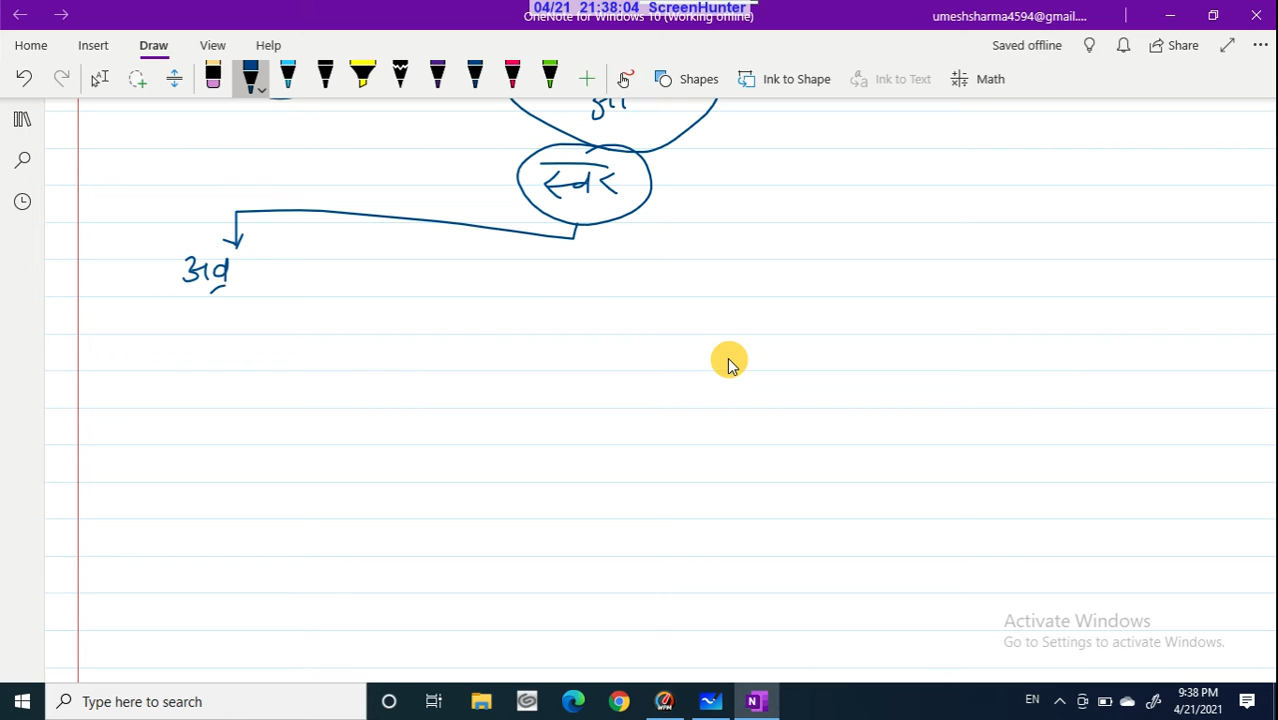 04/21 21:38:04 ScreenHunter
OneNote for Windows 10 (Working offline)
umeshsharma4594@gmail....
Home Insert Draw View Help
Saved offline
Share
Shapes
Ink to Shape
Ink to Text
Math
अव
Activate Windows
Go to Settings to activate Windows.
Type here to search
EN
9:38 PM
4/21/2021